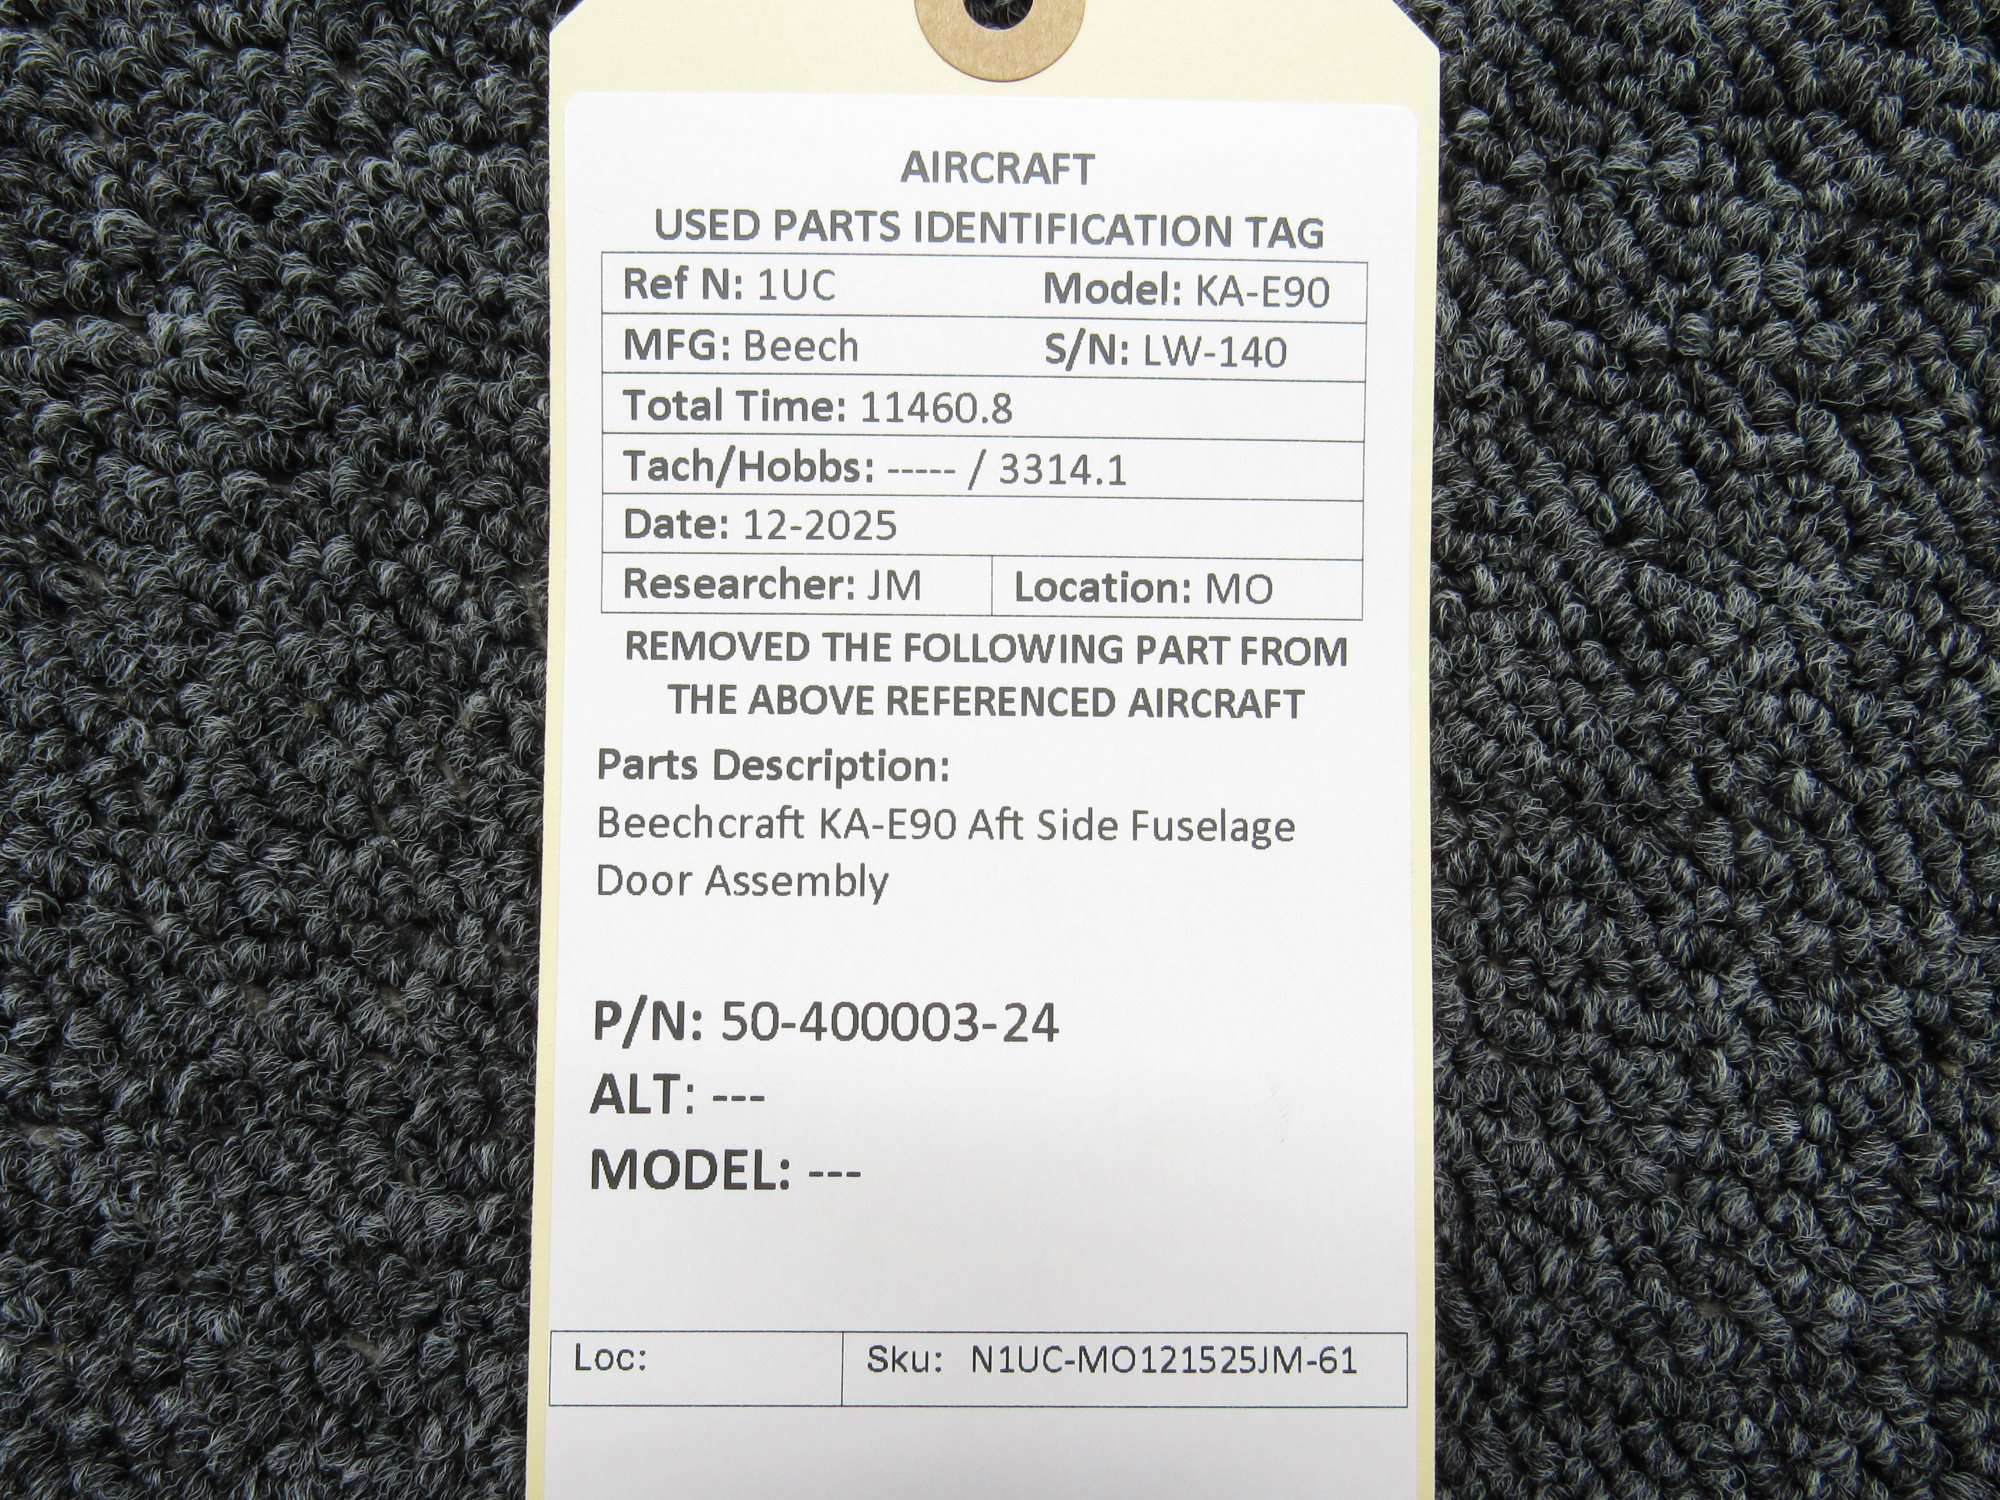 AIRCRAFT
USED PARTS IDENTIFICATION TAG
Ref N: 1UC Model: KA-E90
MFG: Beech S/N: LW-140
Total Time: 11460.8
Tach/Hobbs: ----- / 3314.1
Date: 12-2025
Researcher: JM Location: MO
REMOVED THE FOLLOWING PART FROM
THE ABOVE REFERENCED AIRCRAFT
Parts Description:
Beechcraft KA-E90 Aft Side Fuselage
Door Assembly
P/N: 50-400003-24
ALT: ---
MODEL: ---
Loc: Sku: N1UC-MO121525JM-61